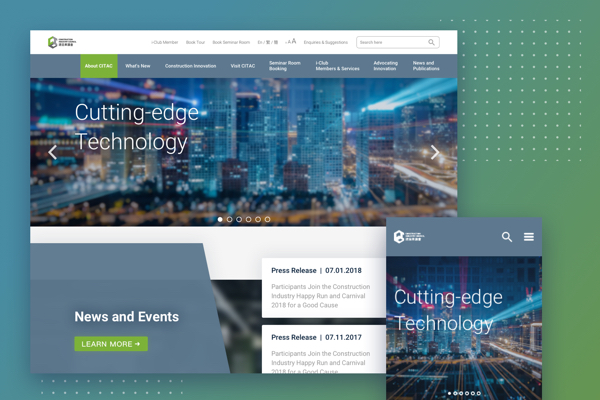 i-Club Member Book Tour Book Seminar Room En / 繁 / 簡 A A A Enquiries & Suggestions Search here
About CITAC What's New Construction Innovation Visit CITAC Seminar Room Booking i-Club Members & Services Advocating Innovation News and Publications
Cutting-edge
Technology
Press Release | 07.01.2018
Participants Join the Construction
Industry Happy Run and Carnival
2018 for a Good Cause
News and Events
LEARN MORE
Press Release | 07.11.2017
Participants Join the Construction
Industry Happy Run and Carnival
2018 for a Good Cause
Cutting-edge
Technology